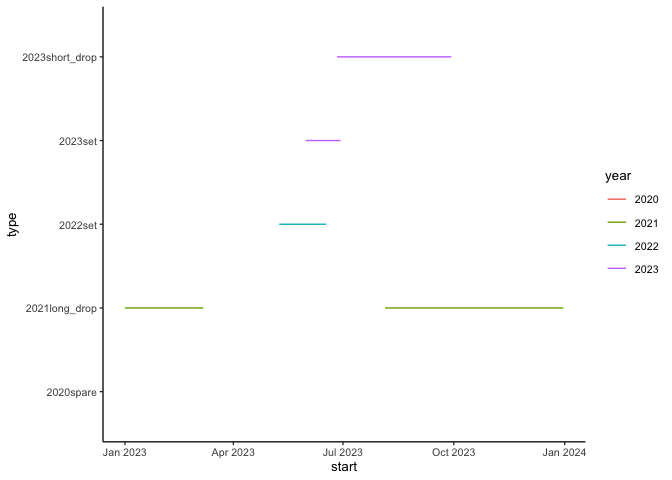 type
2023short_drop
2023set
2022set
2021long_drop
2020spare
Jan 2023
Apr 2023
Jul 2023
Oct 2023
Jan 2024
start
year
2020
2021
2022
2023